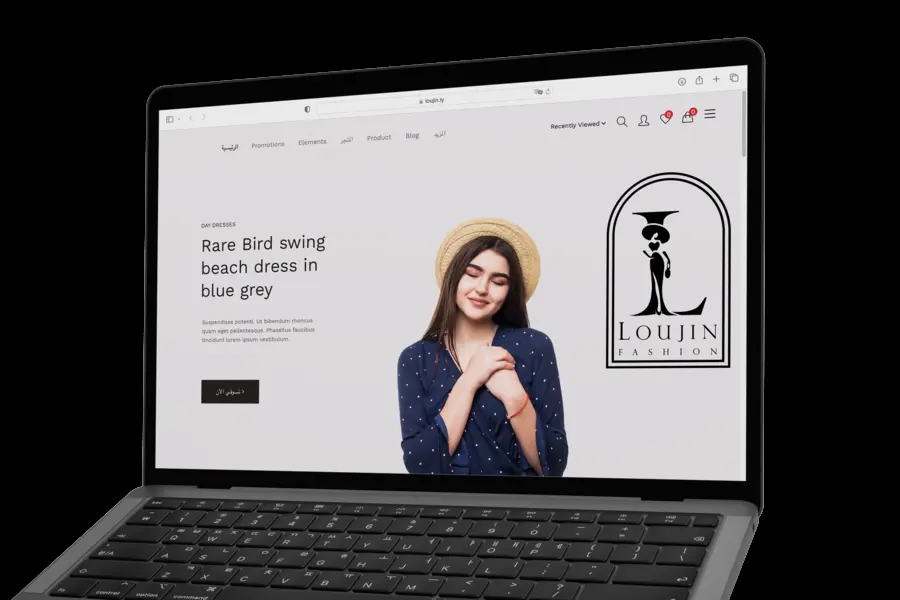 loujin.ly
الرئيسية Promotions Elements المتجر Product Blog المزيد
Recently Viewed
0
0
DAY DRESSES
Rare Bird swing
beach dress in
blue grey
Suspendisse potenti. Ut bibendum rhoncus
quam eget pellentesque. Phasellus faucibus
tincidunt lorem ipsum vestibulum.
تسوقي الآن
LOUJIN
FASHION
Q W E R T Y U I O P
A S D F G H J K L
Z X C V B N M
control option command